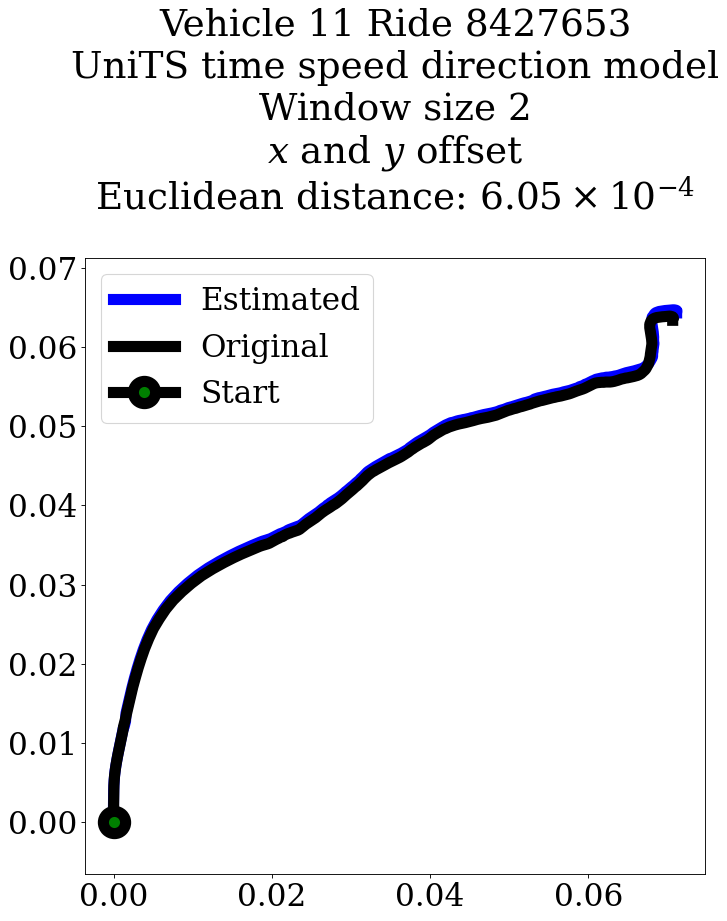 Vehicle 11 Ride 8427653
UniTS time speed direction model
Window size 2
x and y offset
Euclidean distance: 6.05 × 10⁻⁴
Estimated
Original
Start
0.07
0.06
0.05
0.04
0.03
0.02
0.01
0.00
0.00 0.02 0.04 0.06